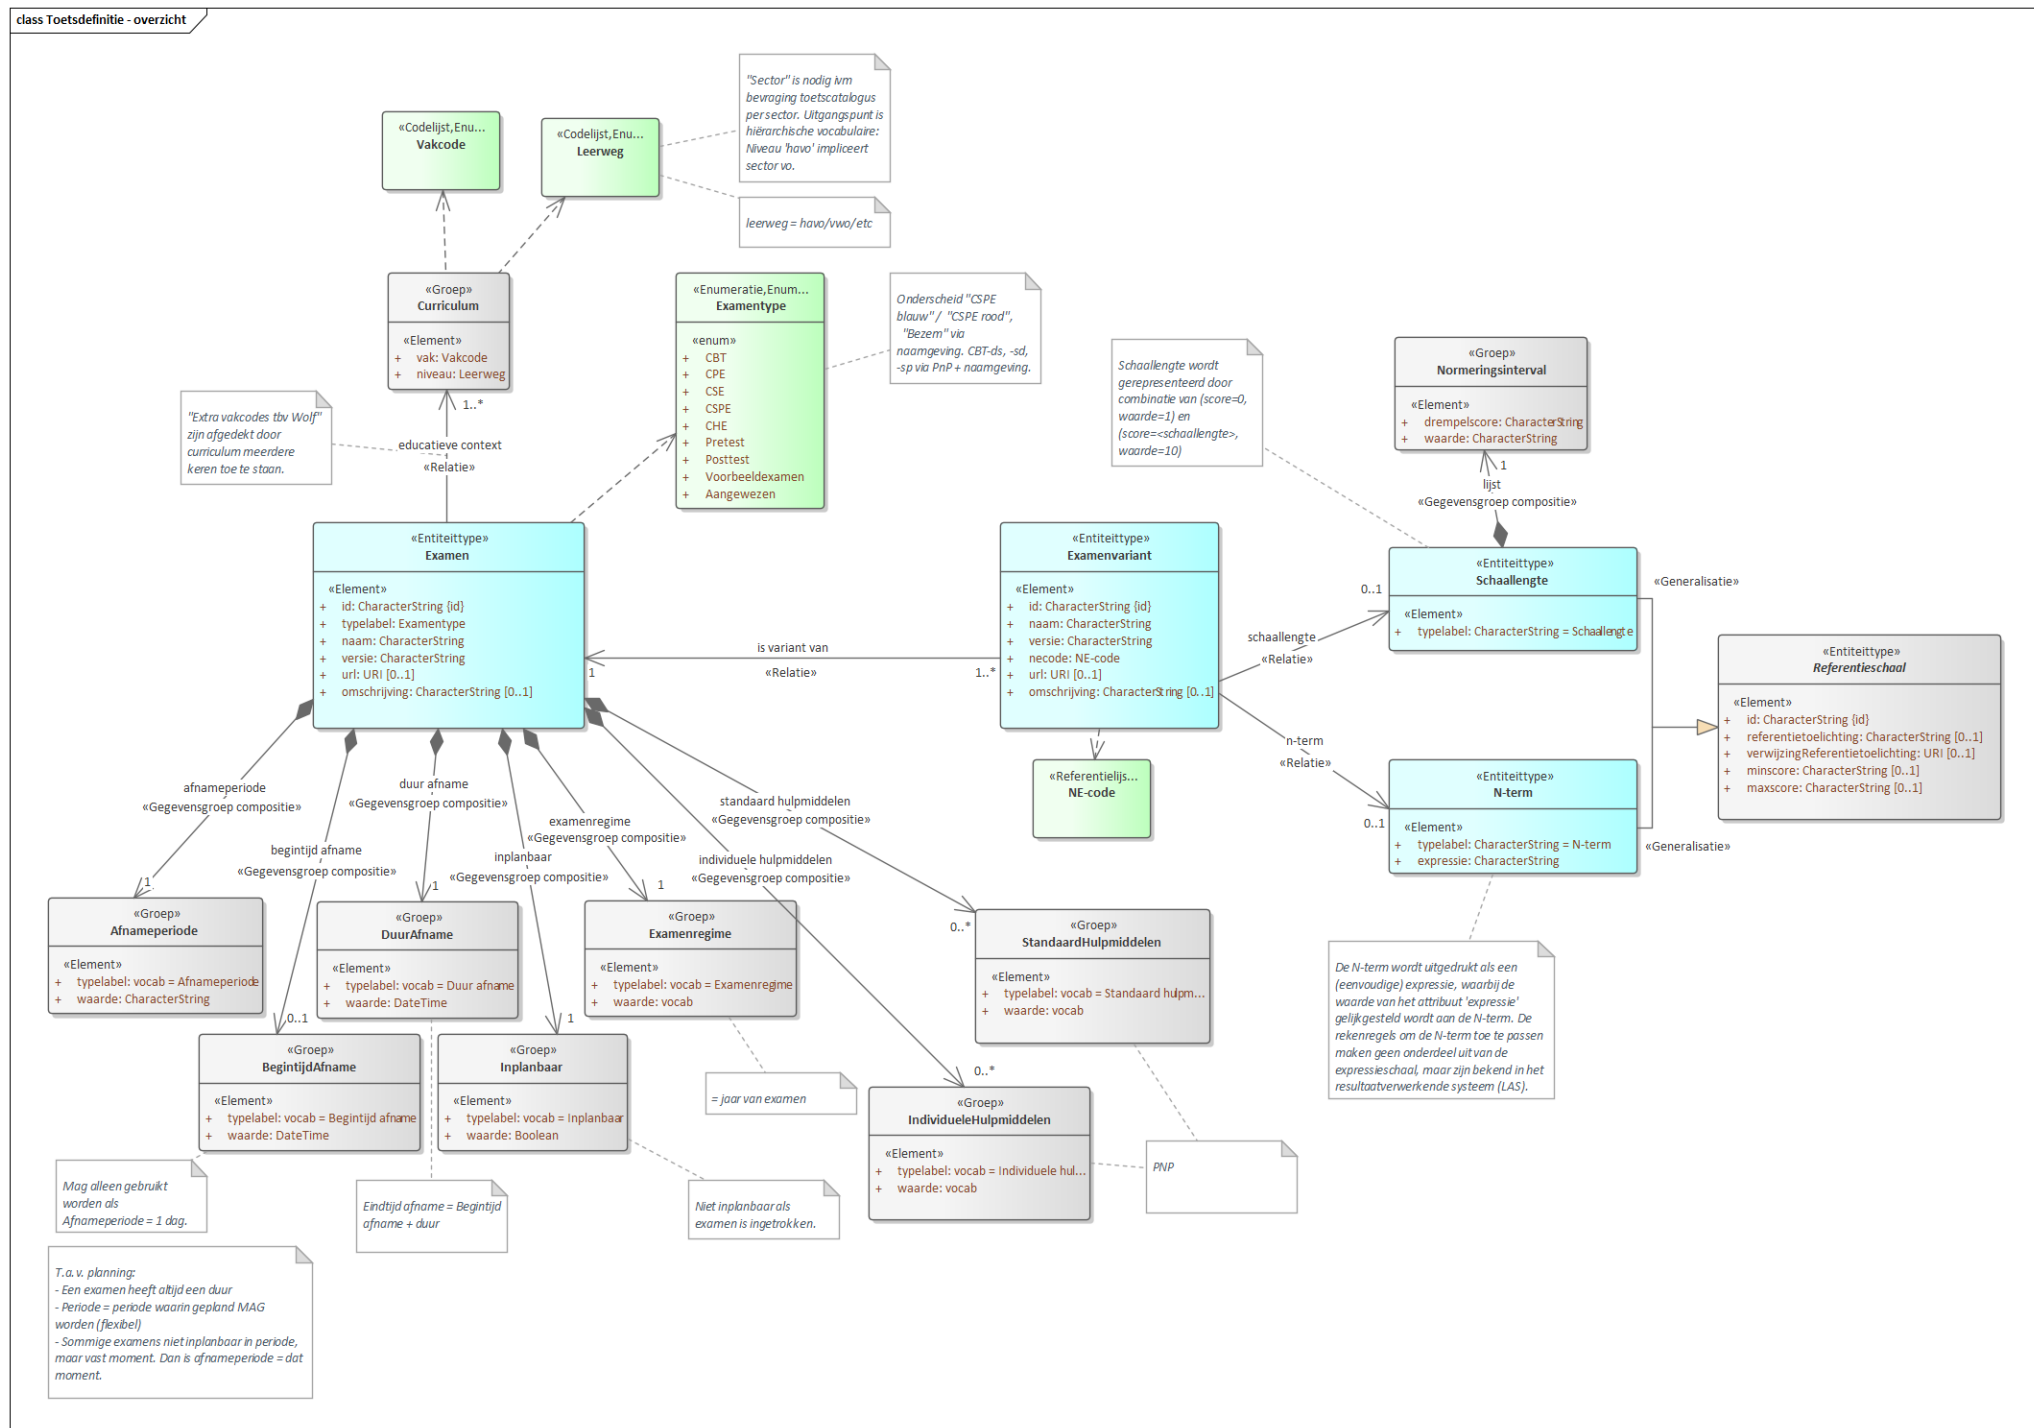 class Toetsdefinitie - overzicht
"Sector" is nodig ivm
bevraging toetscatalogus
per sector. Uitgangspunt is
hiërarchische vocabulaire:
Niveau 'havo' impliceert
sector vo.
«Codelijst,Enu...
Vakcode
«Codelijst,Enu...
Leerweg
leerweg = havo/vwo/etc
«Groep»
Curriculum
«Element»
+ vak: Vakcode
+ niveau: Leerweg
«Enumeratie,Enum...
Examentype
«enum»
+ CBT
+ CPE
+ CSE
+ CSPE
+ CHE
+ Pretest
+ Posttest
+ Voorbeeldexamen
+ Aangewezen
Onderscheid "CSPE
blauw" / "CSPE rood",
"Bezem" via
naamgeving. CBT-ds, -sd,
-sp via PnP + naamgeving.
"Extra vakcodes tbv Wolf"
zijn afgedekt door
curriculum meerdere
keren toe te staan.
1..*
educatieve context
«Relatie»
Schaallengte wordt
gerepresenteerd door
combinatie van (score=0,
waarde=1) en
(score=<schaallengte>,
waarde=10)
«Groep»
Normeringsinterval
«Element»
+ drempelscore: CharacterString
+ waarde: CharacterString
1
lijst
«Gegevensgroep compositie»
«Entiteittype»
Examen
«Element»
+ id: CharacterString {id}
+ typelabel: Examentype
+ naam: CharacterString
+ versie: CharacterString
+ url: URI [0..1]
+ omschrijving: CharacterString [0..1]
is variant van
«Relatie»
1
1..*
«Entiteittype»
Examenvariant
«Element»
+ id: CharacterString {id}
+ naam: CharacterString
+ versie: CharacterString
+ necode: NE-code
+ url: URI [0..1]
+ omschrijving: CharacterString [0..1]
0..1
schaallengte
«Relatie»
«Entiteittype»
Schaallengte
«Element»
+ typelabel: CharacterString = Schaallengte
«Generalisatie»
«Entiteittype»
Referentieschaal
«Element»
+ id: CharacterString {id}
+ referentietoelichting: CharacterString [0..1]
+ verwijzingReferentietoelichting: URI [0..1]
+ minscore: CharacterString [0..1]
+ maxscore: CharacterString [0..1]
n-term
«Relatie»
0..1
«Entiteittype»
N-term
«Element»
+ typelabel: CharacterString = N-term
+ expressie: CharacterString
«Generalisatie»
«Referentielijs...
NE-code
afnameperiode
«Gegevensgroep compositie»
1
begintijd afname
«Gegevensgroep compositie»
0..1
duur afname
«Gegevensgroep compositie»
1
inplanbaar
«Gegevensgroep compositie»
1
examenregime
«Gegevensgroep compositie»
1
individuele hulpmiddelen
«Gegevensgroep compositie»
0..*
standaard hulpmiddelen
«Gegevensgroep compositie»
0..*
«Groep»
Afnameperiode
«Element»
+ typelabel: vocab = Afnameperiode
+ waarde: CharacterString
«Groep»
DuurAfname
«Element»
+ typelabel: vocab = Duur afname
+ waarde: DateTime
«Groep»
Examenregime
«Element»
+ typelabel: vocab = Examenregime
+ waarde: vocab
«Groep»
StandaardHulpmiddelen
«Element»
+ typelabel: vocab = Standaard hulpm...
+ waarde: vocab
«Groep»
BegintijdAfname
«Element»
+ typelabel: vocab = Begintijd afname
+ waarde: DateTime
«Groep»
Inplanbaar
«Element»
+ typelabel: vocab = Inplanbaar
+ waarde: Boolean
«Groep»
IndividueleHulpmiddelen
«Element»
+ typelabel: vocab = Individuele hul...
+ waarde: vocab
De N-term wordt uitgedrukt als een
(eenvoudige) expressie, waarbij de
waarde van het attribuut 'expressie'
gelijkgesteld wordt aan de N-term. De
rekenregels om de N-term toe te passen
maken geen onderdeel uit van de
expressieschaal, maar zijn bekend in het
resultaatverwerkende systeem (LAS).
= jaar van examen
PNP
Mag alleen gebruikt
worden als
Afnameperiode = 1 dag.
Eindtijd afname = Begintijd
afname + duur
Niet inplanbaar als
examen is ingetrokken.
T.a.v. planning:
- Een examen heeft altijd een duur
- Periode = periode waarin gepland MAG
worden (flexibel)
- Sommige examens niet inplanbaar in periode,
maar vast moment. Dan is afnameperiode = dat
moment.